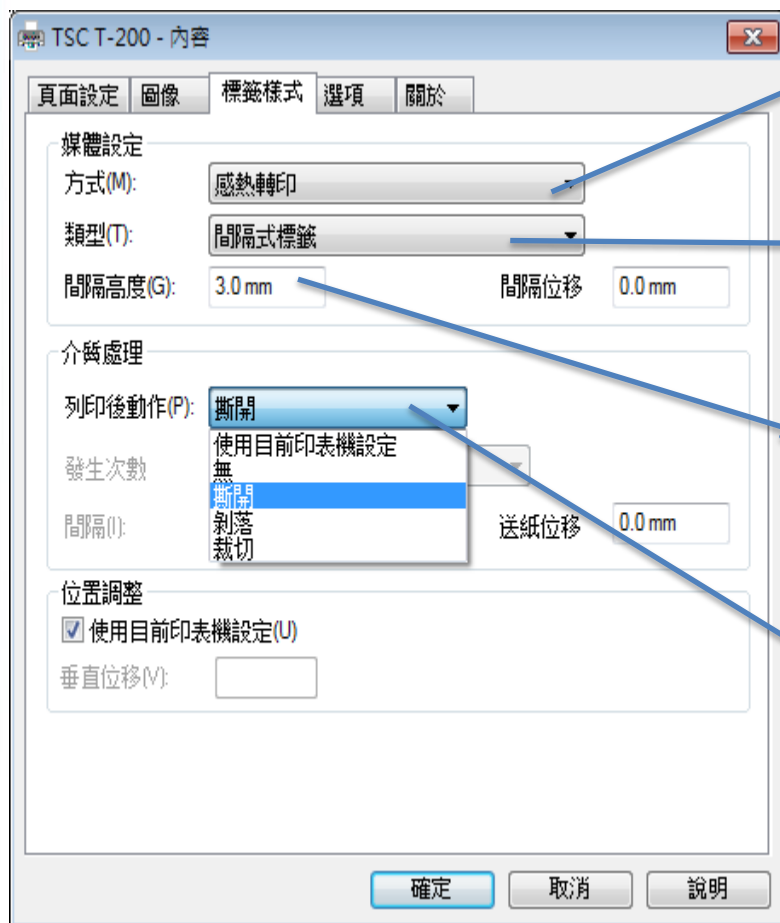 TSC T-200 - 內容
頁面設定 圖像 標籤樣式 選項 關於
媒體設定
方式(M): 感熱轉印
類型(T): 間隔式標籤
間隔高度(G): 3.0 mm 間隔位移 0.0 mm
介質處理
列印後動作(P): 撕開
使用目前印表機設定
發生次數 無
撕開
間隔(I): 剝落 送紙位移 0.0 mm
裁切
位置調整
使用目前印表機設定(U)
垂直位移(V):
確定 取消 說明